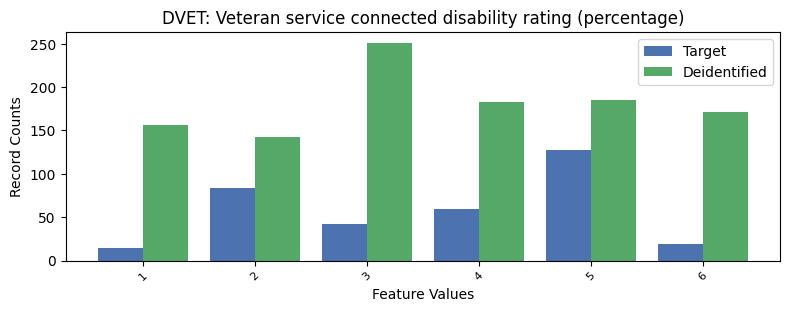 DVET: Veteran service connected disability rating (percentage)
Target
Deidentified
Record Counts
250
200
150
100
50
0
1
2
3
4
5
6
Feature Values